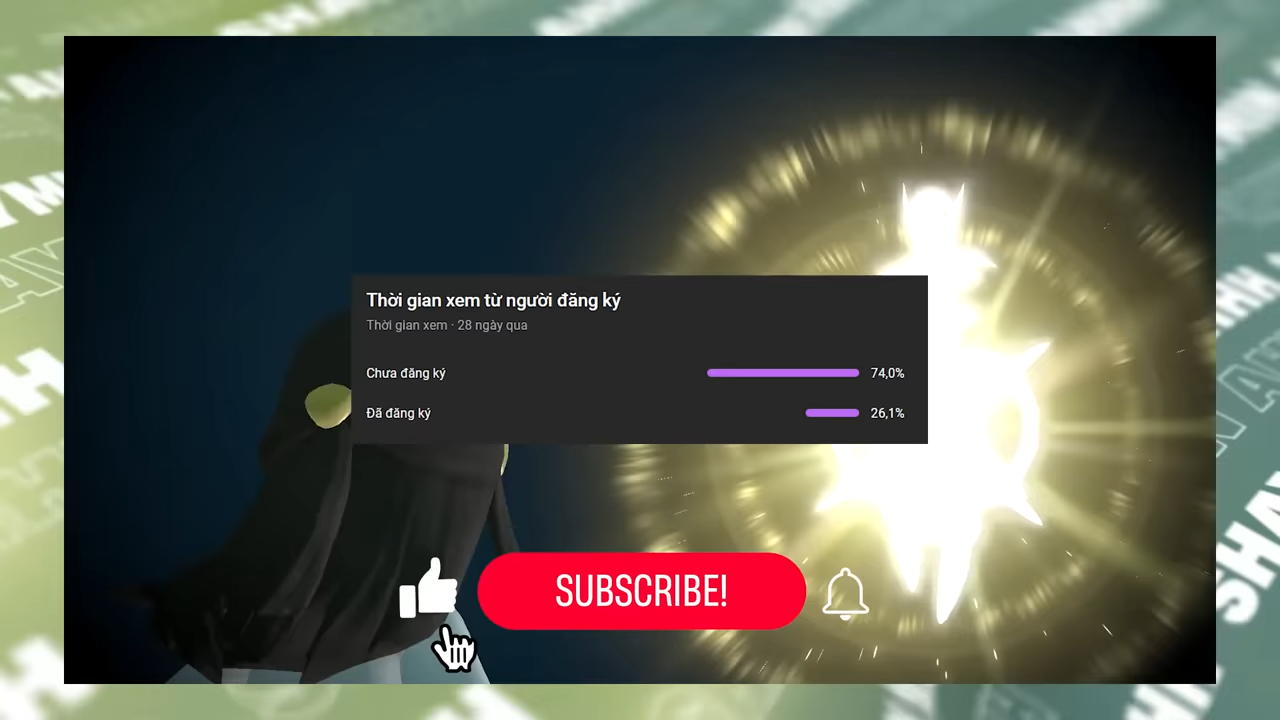 Thời gian xem từ người đăng ký
Thời gian xem · 28 ngày qua
Chưa đăng ký 74,0%
Đã đăng ký 26,1%
SUBSCRIBE!